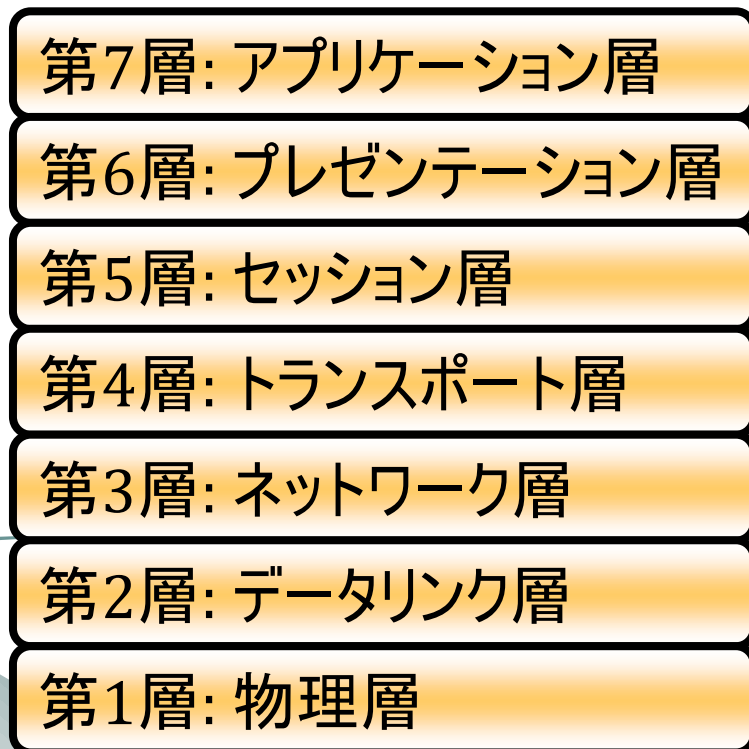 第7層: アプリケーション層
第6層: プレゼンテーション層
第5層: セッション層
第4層: トランスポート層
第3層: ネットワーク層
第2層: データリンク層
第1層: 物理層